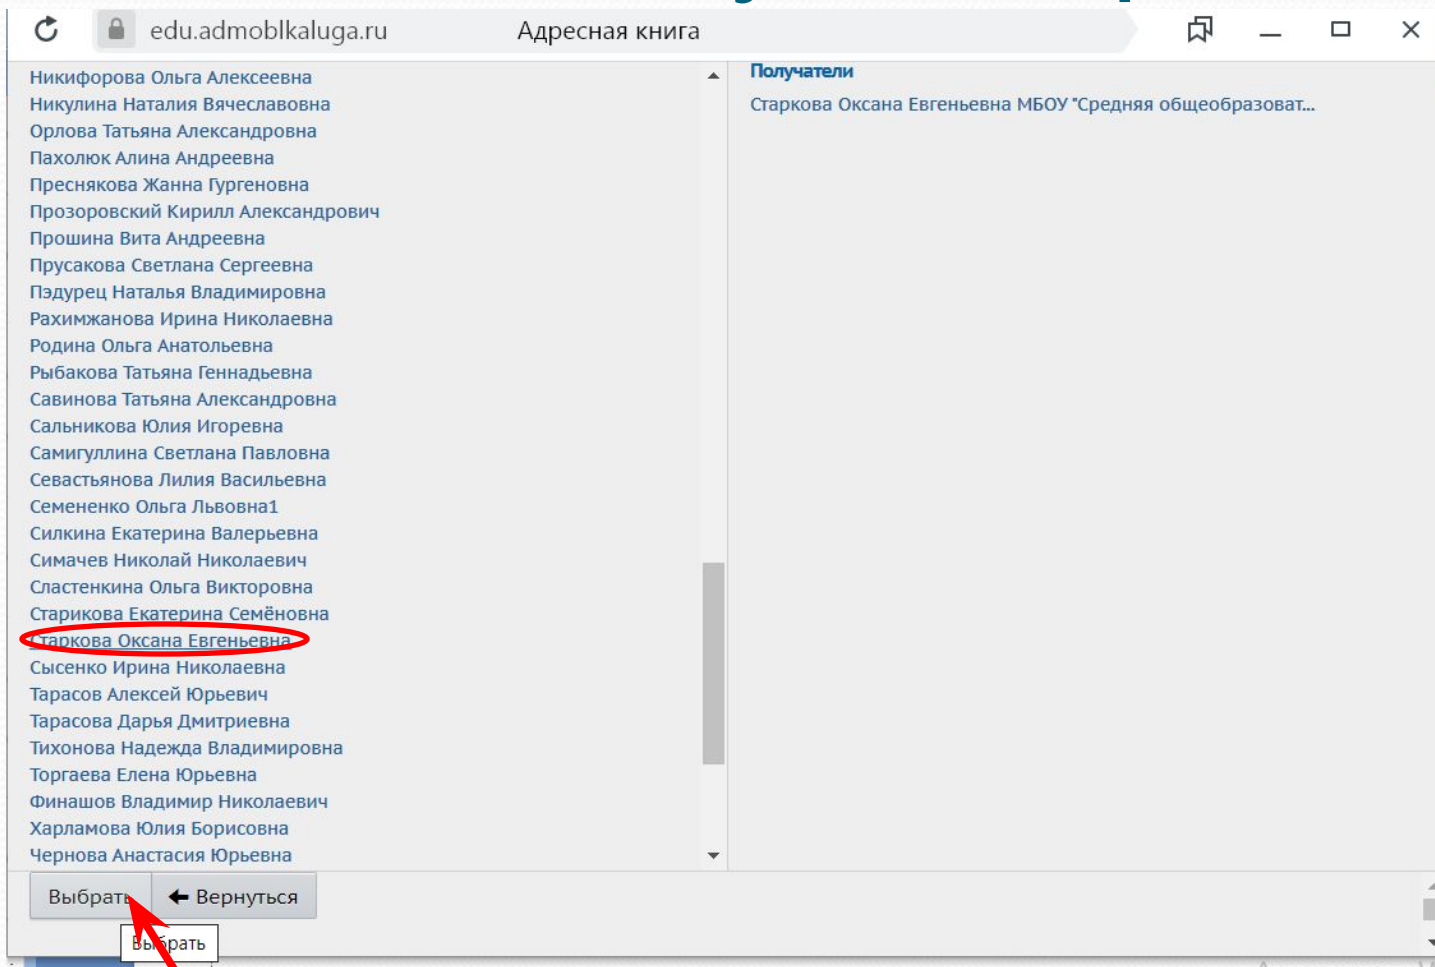 edu.admoblkaluga.ru Адресная книга
Никифорова Ольга Алексеевна
Никулина Наталия Вячеславовна
Орлова Татьяна Александровна
Пахолюк Алина Андреевна
Преснякова Жанна Гургеновна
Прозоровский Кирилл Александрович
Прошина Вита Андреевна
Прусакова Светлана Сергеевна
Пэдурец Наталья Владимировна
Рахимжанова Ирина Николаевна
Родина Ольга Анатольевна
Рыбакова Татьяна Геннадьевна
Савинова Татьяна Александровна
Сальникова Юлия Игоревна
Самигуллина Светлана Павловна
Севастьянова Лилия Васильевна
Семененко Ольга Львовна1
Силкина Екатерина Валерьевна
Симачев Николай Николаевич
Сластенкина Ольга Викторовна
Старикова Екатерина Семёновна
Старкова Оксана Евгеньевна
Сысенко Ирина Николаевна
Тарасов Алексей Юрьевич
Тарасова Дарья Дмитриевна
Тихонова Надежда Владимировна
Торгаева Елена Юрьевна
Финашов Владимир Николаевич
Харламова Юлия Борисовна
Чернова Анастасия Юрьевна
Получатели
Старкова Оксана Евгеньевна МБОУ "Средняя общеобразоват...
Выбрать Вернуться
Выбрать